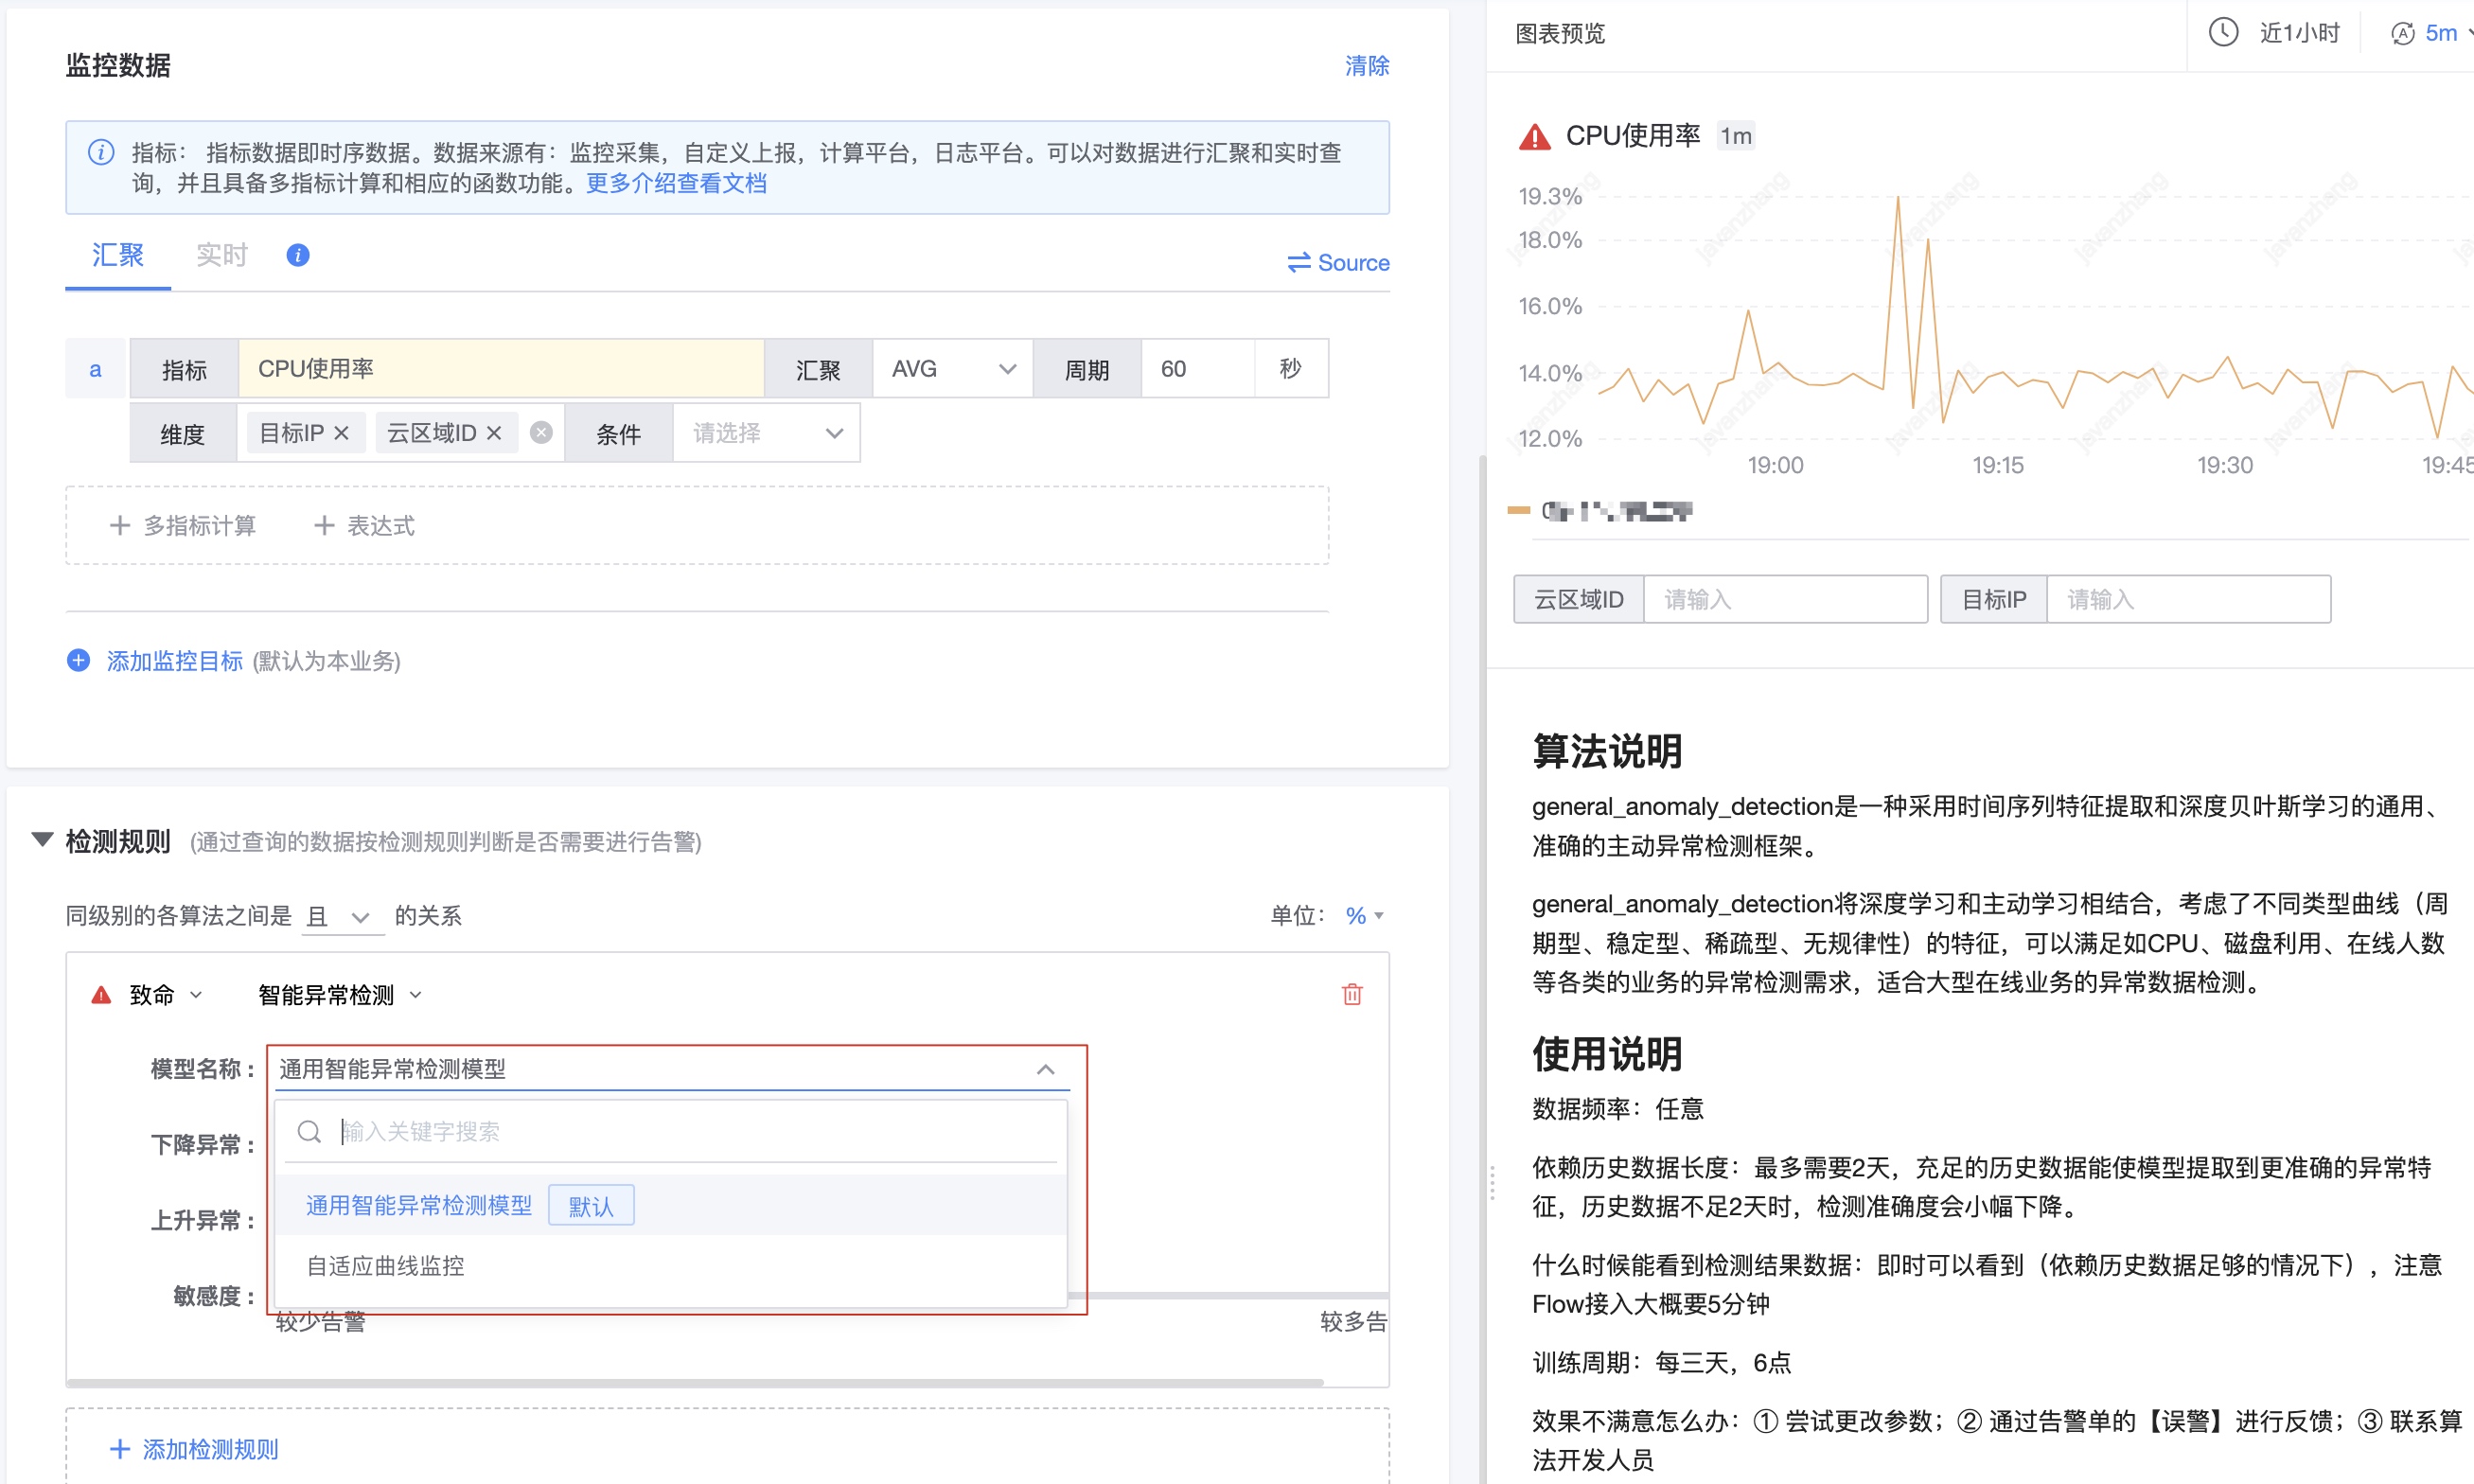 监控数据
清除
指标： 指标数据即时序数据。数据来源有：监控采集，自定义上报，计算平台，日志平台。可以对数据进行汇聚和实时查
询，并且具备多指标计算和相应的函数功能。更多介绍查看文档
汇聚 实时
Source
a 指标 CPU使用率 汇聚 AVG 周期 60 秒
维度 目标IP 云区域ID 条件 请选择
多指标计算 表达式
添加监控目标 (默认为本业务)
检测规则 (通过查询的数据按检测规则判断是否需要进行告警)
同级别的各算法之间是 且 的关系 单位： %
致命 智能异常检测
模型名称 : 通用智能异常检测模型
输入关键字搜索
下降异常 :
通用智能异常检测模型 默认
上升异常 :
自适应曲线监控
敏感度 :
较少告警 较多告
添加检测规则
图表预览 近1小时 5m
CPU使用率 1m
19.3%
18.0%
16.0%
14.0%
12.0%
19:00 19:15 19:30 19:45
javanzhang
云区域ID 请输入 目标IP 请输入
算法说明
general_anomaly_detection是一种采用时间序列特征提取和深度贝叶斯学习的通用、
准确的主动异常检测框架。
general_anomaly_detection将深度学习和主动学习相结合，考虑了不同类型曲线（周
期型、稳定型、稀疏型、无规律性）的特征，可以满足如CPU、磁盘利用、在线人数
等各类的业务的异常检测需求，适合大型在线业务的异常数据检测。
使用说明
数据频率：任意
依赖历史数据长度：最多需要2天，充足的历史数据能使模型提取到更准确的异常特
征，历史数据不足2天时，检测准确度会小幅下降。
什么时候能看到检测结果数据：即时可以看到（依赖历史数据足够的情况下），注意
Flow接入大概要5分钟
训练周期：每三天，6点
效果不满意怎么办：① 尝试更改参数；② 通过告警单的【误警】进行反馈；③ 联系算
法开发人员